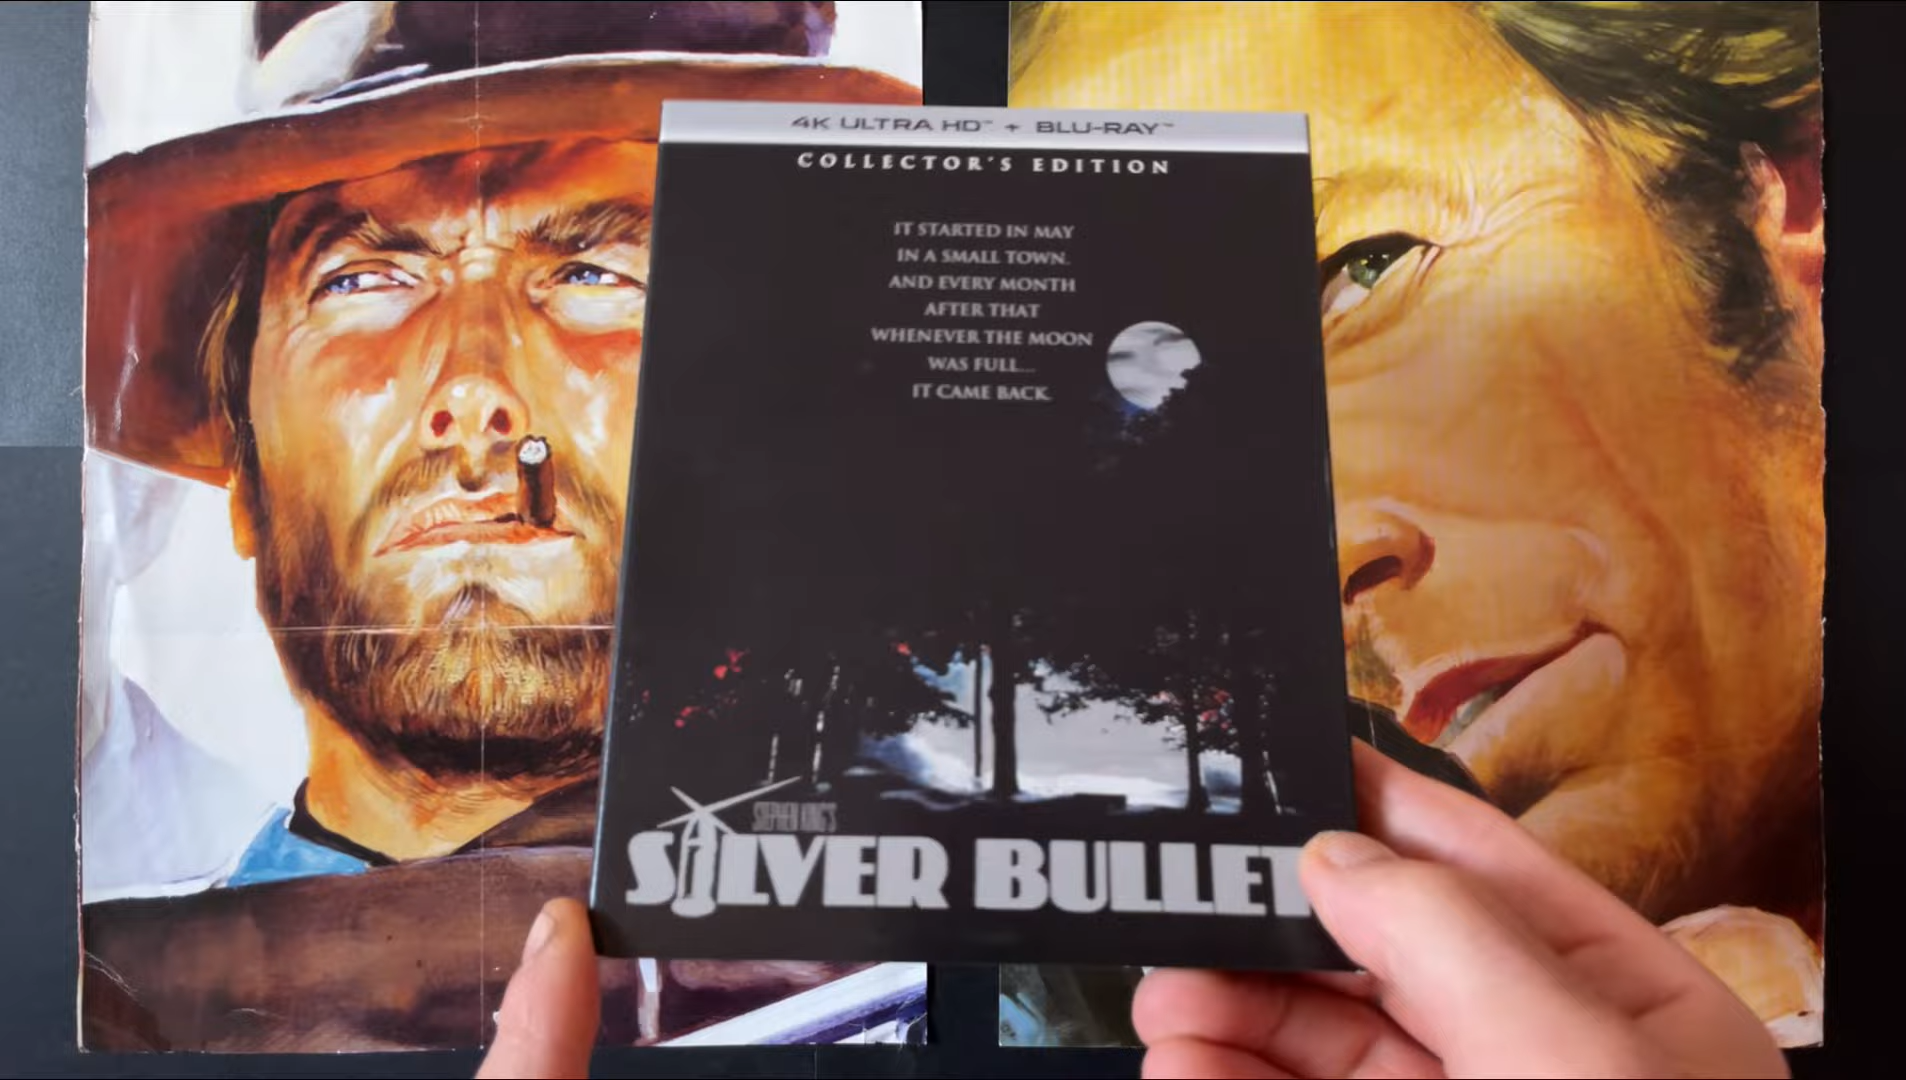 4K ULTRA HD™ + BLU-RAY™
COLLECTOR'S EDITION
IT STARTED IN MAY
IN A SMALL TOWN.
AND EVERY MONTH
AFTER THAT
WHENEVER THE MOON
WAS FULL...
IT CAME BACK.
STEPHEN KING'S
SILVER BULLET